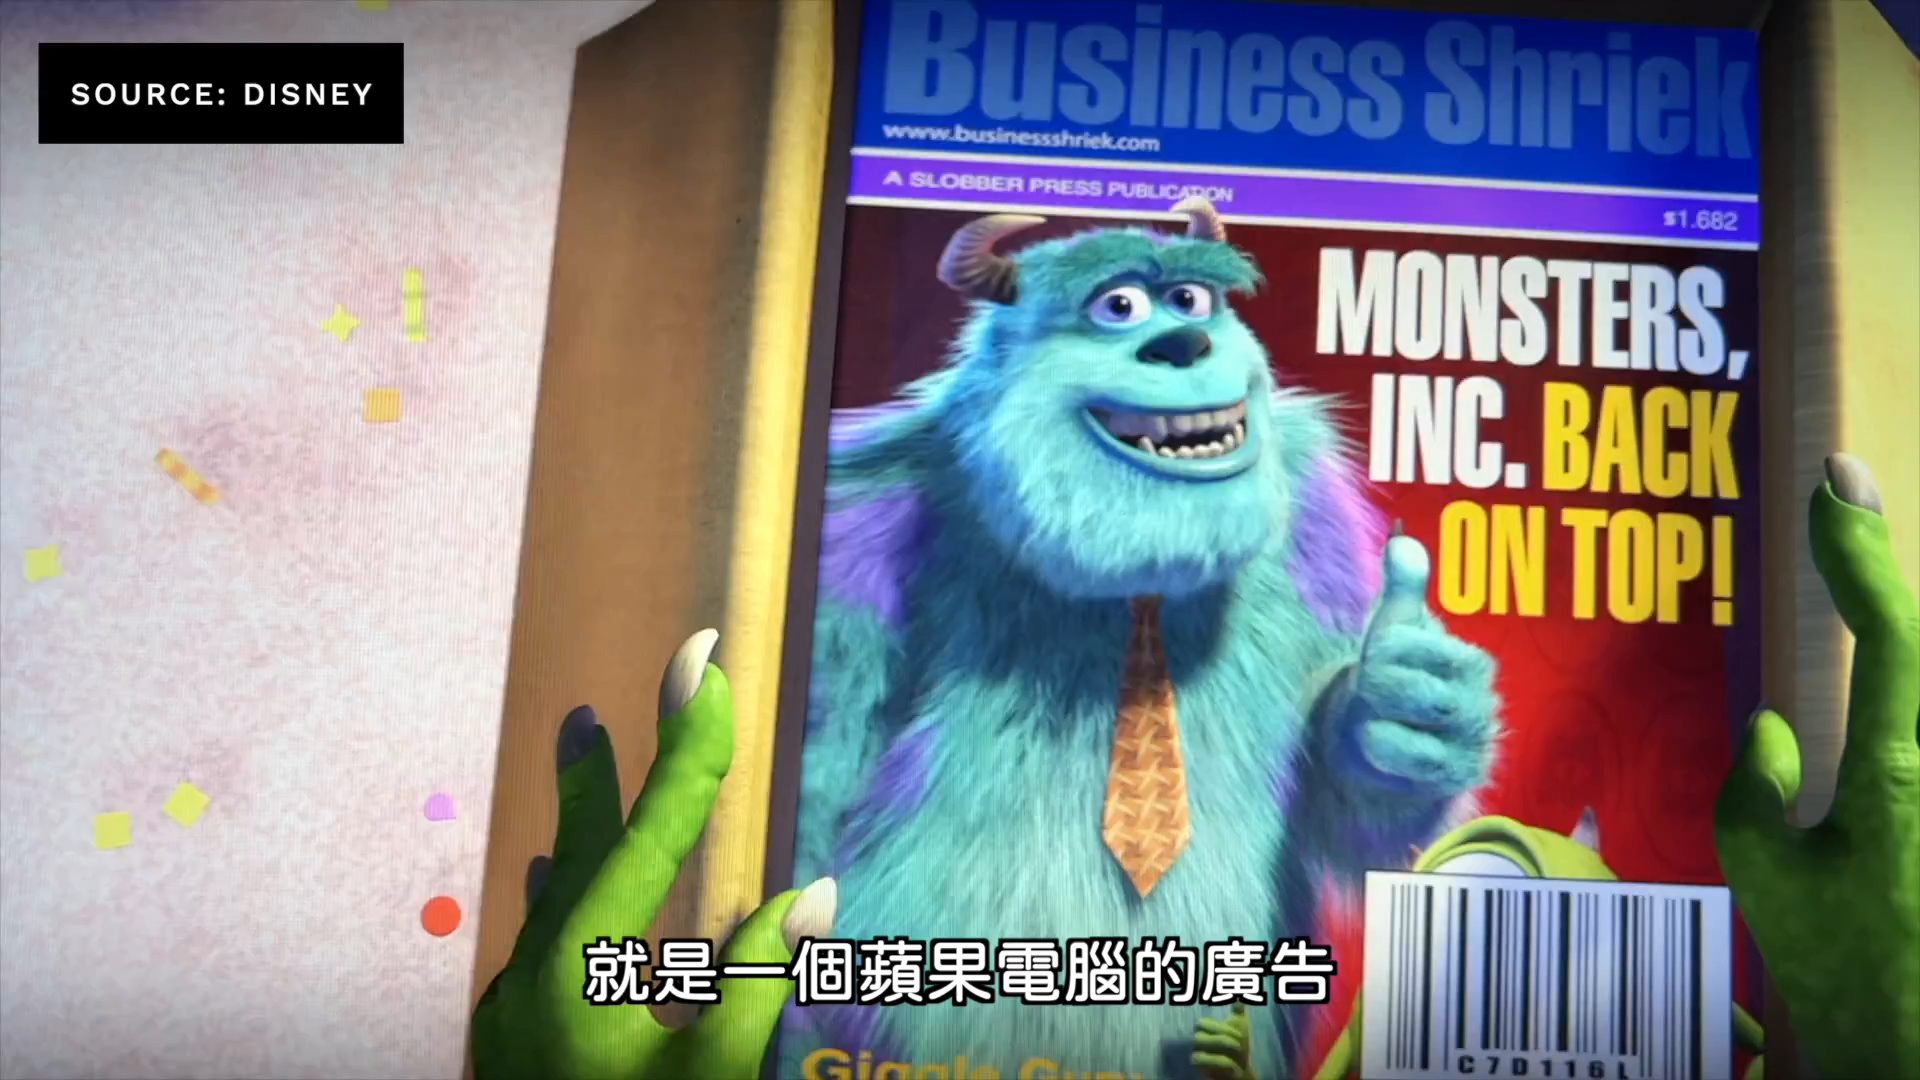 SOURCE: DISNEY
Business Shriek
www.businessshriek.com
A SLOBBER PRESS PUBLICATION
$1.682
MONSTERS,
INC. BACK
ON TOP!
就是一個蘋果電腦的廣告
Giggle